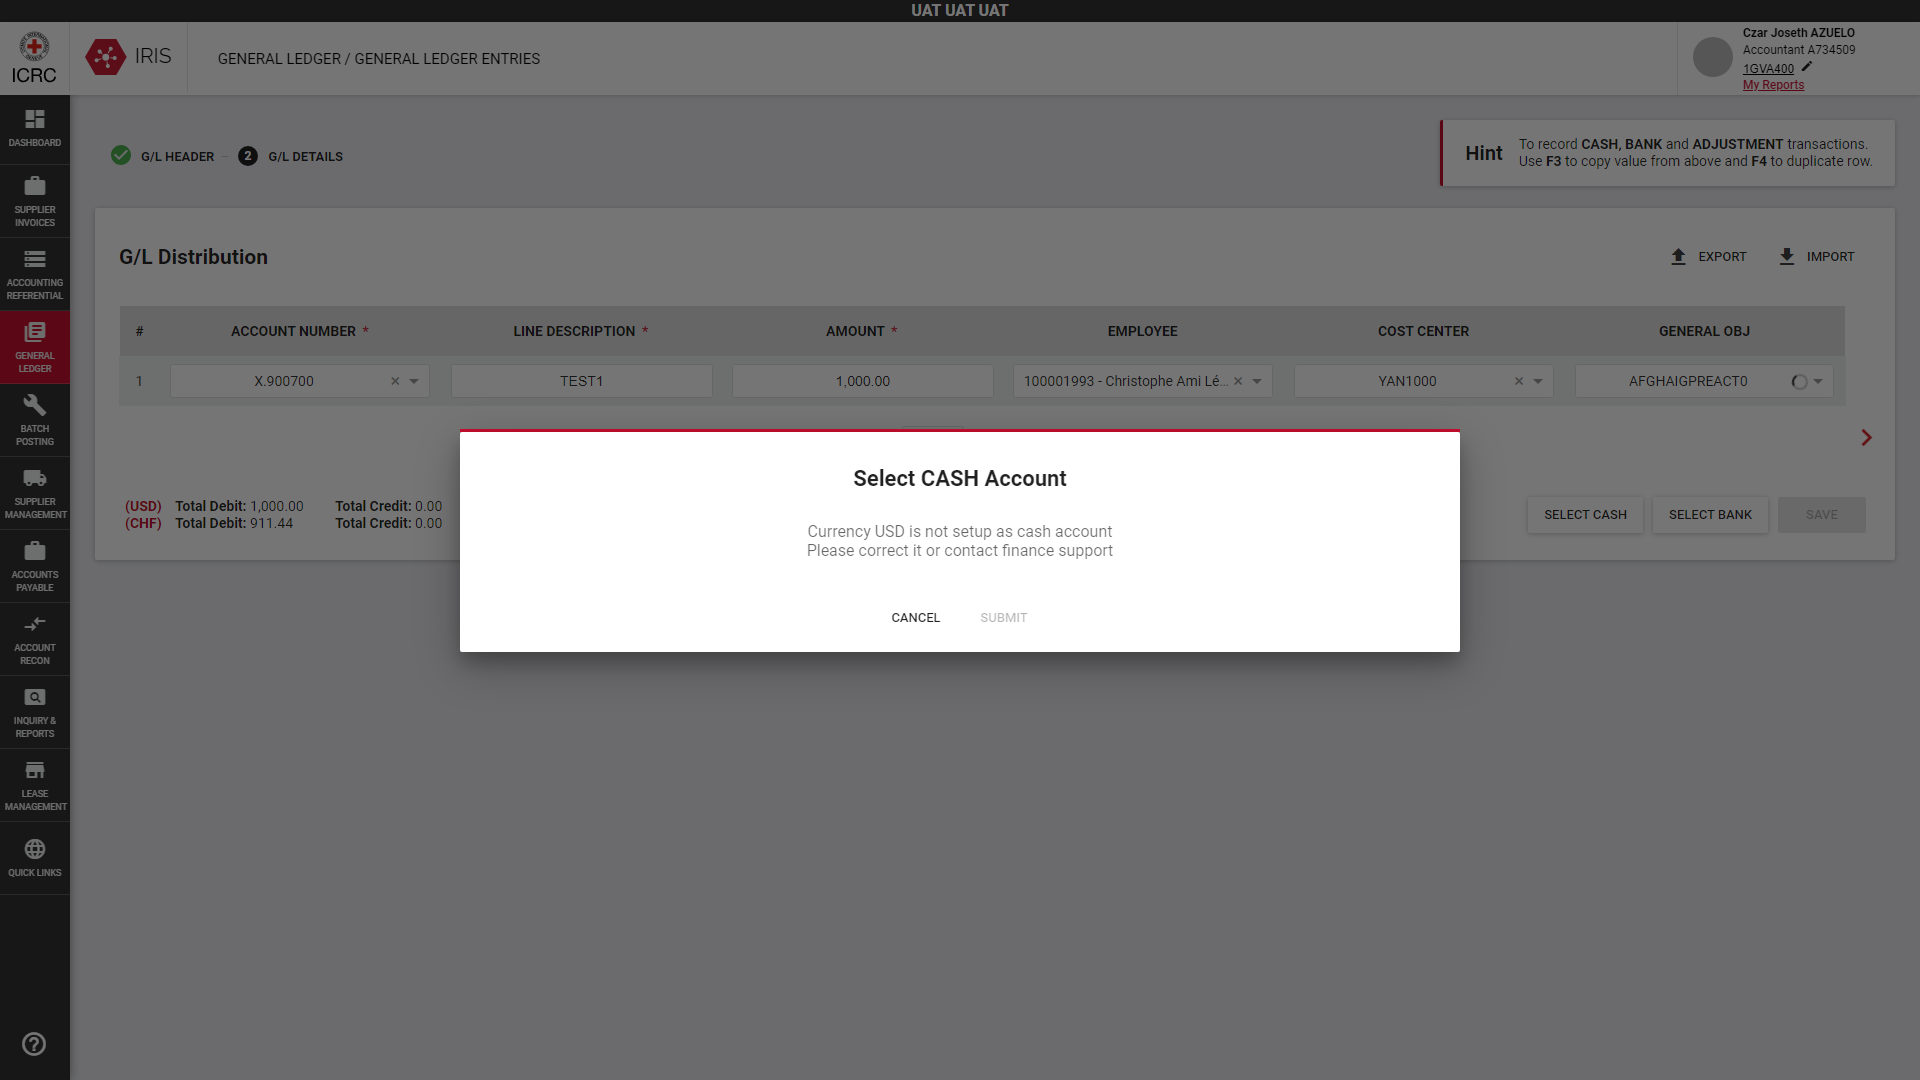 UAT UAT UAT
ICRC
IRIS
GENERAL LEDGER / GENERAL LEDGER ENTRIES
Czar Joseth AZUELO
Accountant A734509
1GVA400
My Reports
DASHBOARD
SUPPLIER
INVOICES
ACCOUNTING
REFERENTIAL
GENERAL
LEDGER
BATCH
POSTING
SUPPLIER
MANAGEMENT
ACCOUNTS
PAYABLE
ACCOUNT
RECON
INQUIRY &
REPORTS
LEASE
MANAGEMENT
QUICK LINKS
G/L HEADER
2 G/L DETAILS
Hint
To record CASH, BANK and ADJUSTMENT transactions.
Use F3 to copy value from above and F4 to duplicate row.
G/L Distribution
EXPORT IMPORT
# ACCOUNT NUMBER * LINE DESCRIPTION * AMOUNT * EMPLOYEE COST CENTER GENERAL OBJ
1 X.900700 × TEST1 1,000.00 100001993 - Christophe Ami Lé... × YAN1000 × AFGHAIGPREACT0
(USD) Total Debit: 1,000.00 Total Credit: 0.00
(CHF) Total Debit: 911.44 Total Credit: 0.00
SELECT CASH SELECT BANK SAVE
Select CASH Account
Currency USD is not setup as cash account
Please correct it or contact finance support
CANCEL SUBMIT